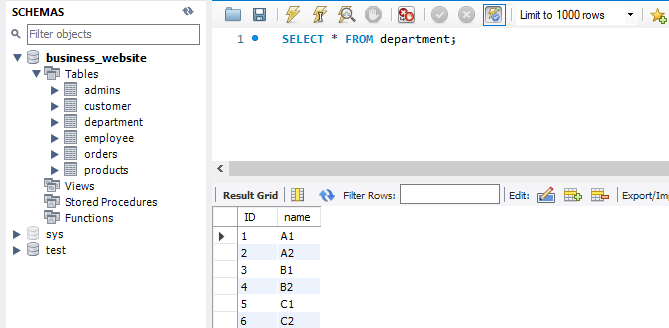 SCHEMAS
Filter objects
business_website
Tables
admins
customer
department
employee
orders
products
Views
Stored Procedures
Functions
sys
test
Limit to 1000 rows
1 SELECT * FROM department;
Result Grid Filter Rows: Edit: Export/Imp
ID name
1 A1
2 A2
3 B1
4 B2
5 C1
6 C2